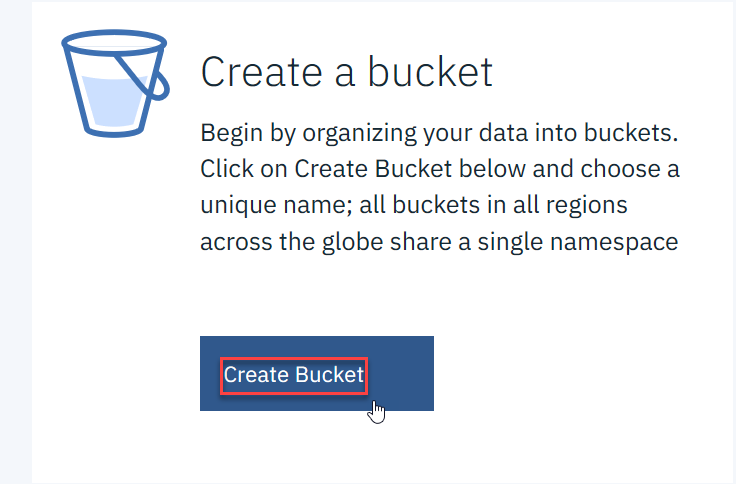 Create a bucket
Begin by organizing your data into buckets.
Click on Create Bucket below and choose a
unique name; all buckets in all regions
across the globe share a single namespace
Create Bucket